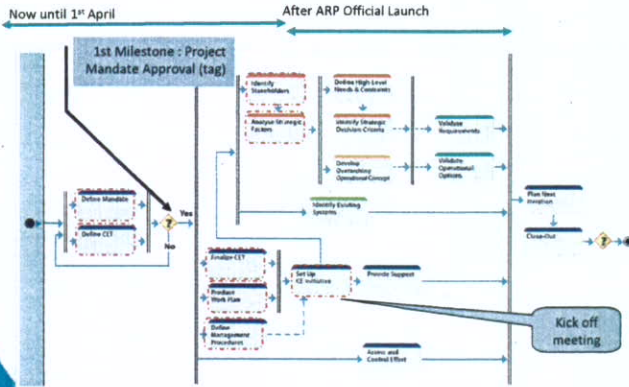 Now until 1st April
After ARP Official Launch
1st Milestone : Project
Mandate Approval (tag)
Identify
Stakeholders
Analyse Strategic
Factors
Define High-Level
Needs & Constraints
Identify Strategic
Decision Criteria
Develop
Overarching
Operational Concept
Validate
Requirements
Validate
Operational
Options
Identify Existing
Systems
Define Mandate
Define CET
?
Yes
No
Finalize CET
Produce
Work Plan
Define
Management
Procedures
Set Up
CE Initiative
Provide Support
Assess and
Control Effort
Plan Next
Iteration
Close-Out
?
Kick off
meeting